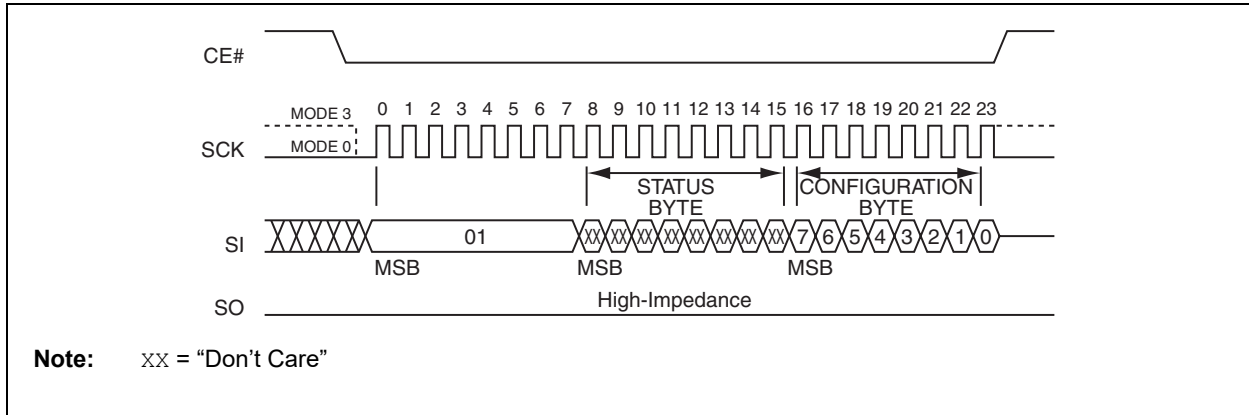 CE#
MODE 3 0 1 2 3 4 5 6 7 8 9 10 11 12 13 14 15 16 17 18 19 20 21 22 23
SCK MODE 0
STATUS BYTE
CONFIGURATION BYTE
SI 01 XX XX XX XX XX XX XX XX 7 6 5 4 3 2 1 0
MSB MSB MSB
High-Impedance
SO
Note: XX = “Don’t Care”